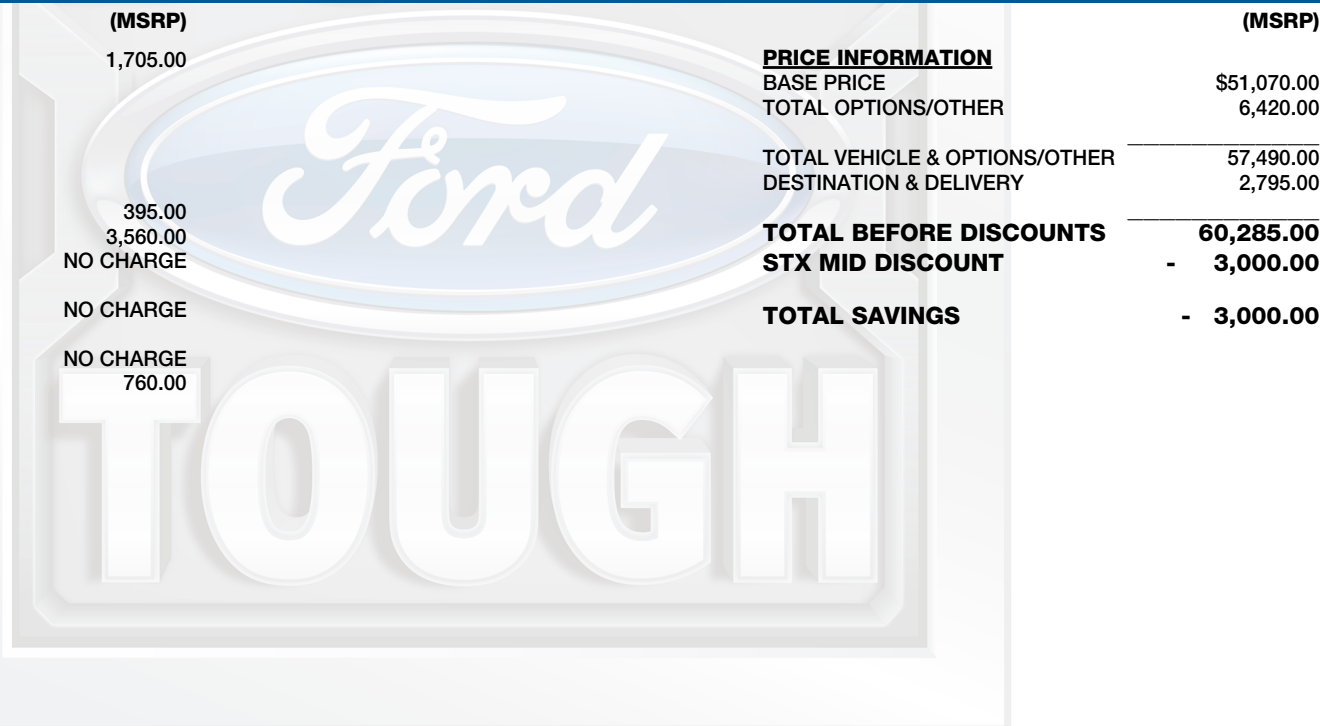 (MSRP)
1,705.00
395.00
3,560.00
NO CHARGE
NO CHARGE
NO CHARGE
760.00
Ford
TOUGH
(MSRP)
PRICE INFORMATION
BASE PRICE $51,070.00
TOTAL OPTIONS/OTHER 6,420.00
TOTAL VEHICLE & OPTIONS/OTHER 57,490.00
DESTINATION & DELIVERY 2,795.00
TOTAL BEFORE DISCOUNTS 60,285.00
STX MID DISCOUNT - 3,000.00
TOTAL SAVINGS - 3,000.00